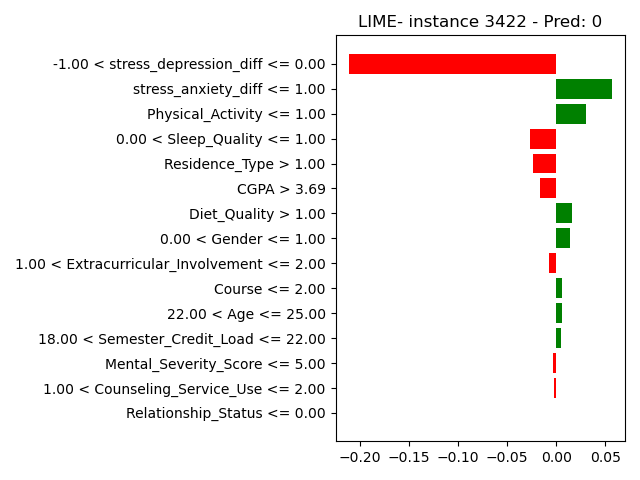 LIME- instance 3422 - Pred: 0
-1.00 < stress_depression_diff <= 0.00
stress_anxiety_diff <= 1.00
Physical_Activity <= 1.00
0.00 < Sleep_Quality <= 1.00
Residence_Type > 1.00
CGPA > 3.69
Diet_Quality > 1.00
0.00 < Gender <= 1.00
1.00 < Extracurricular_Involvement <= 2.00
Course <= 2.00
22.00 < Age <= 25.00
18.00 < Semester_Credit_Load <= 22.00
Mental_Severity_Score <= 5.00
1.00 < Counseling_Service_Use <= 2.00
Relationship_Status <= 0.00
−0.20 −0.15 −0.10 −0.05 0.00 0.05